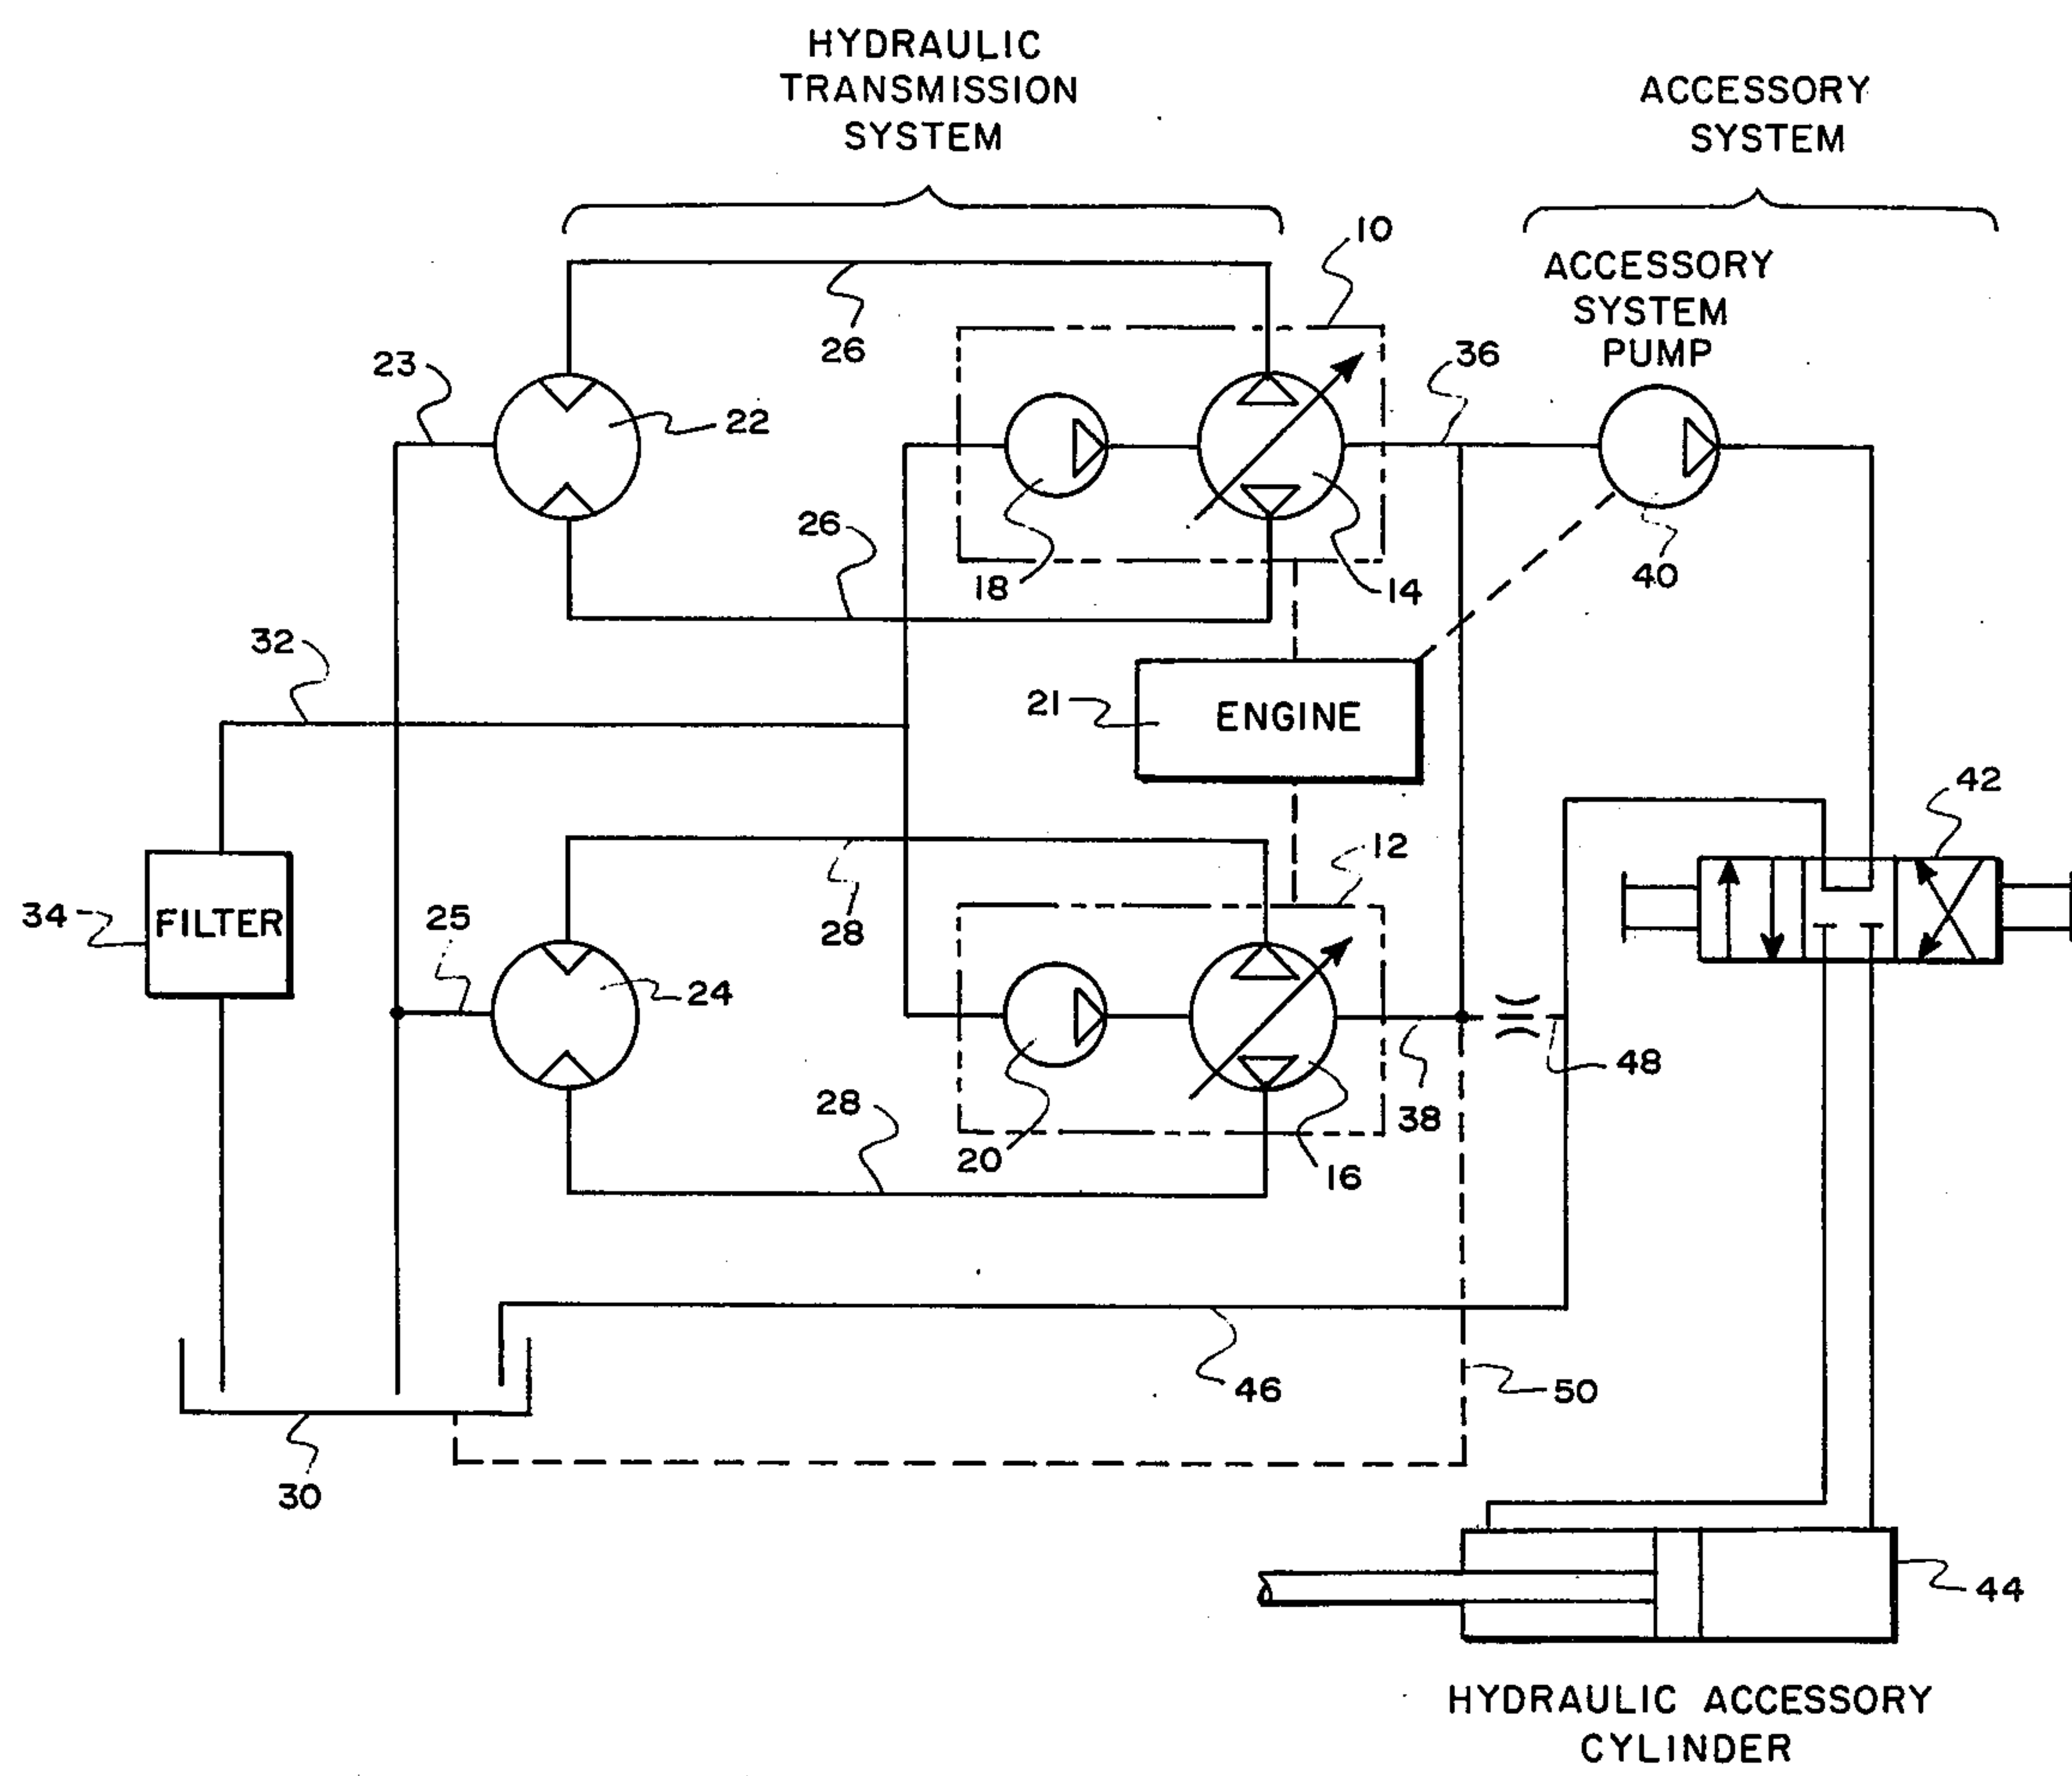 HYDRAULIC
TRANSMISSION
SYSTEM
ACCESSORY
SYSTEM
10
ACCESSORY
SYSTEM
PUMP
26
23
22
36
26
18
14
40
32
21
ENGINE
42
12
34
FILTER
25
28
24
48
28
38
20
16
46
50
30
44
HYDRAULIC ACCESSORY
CYLINDER